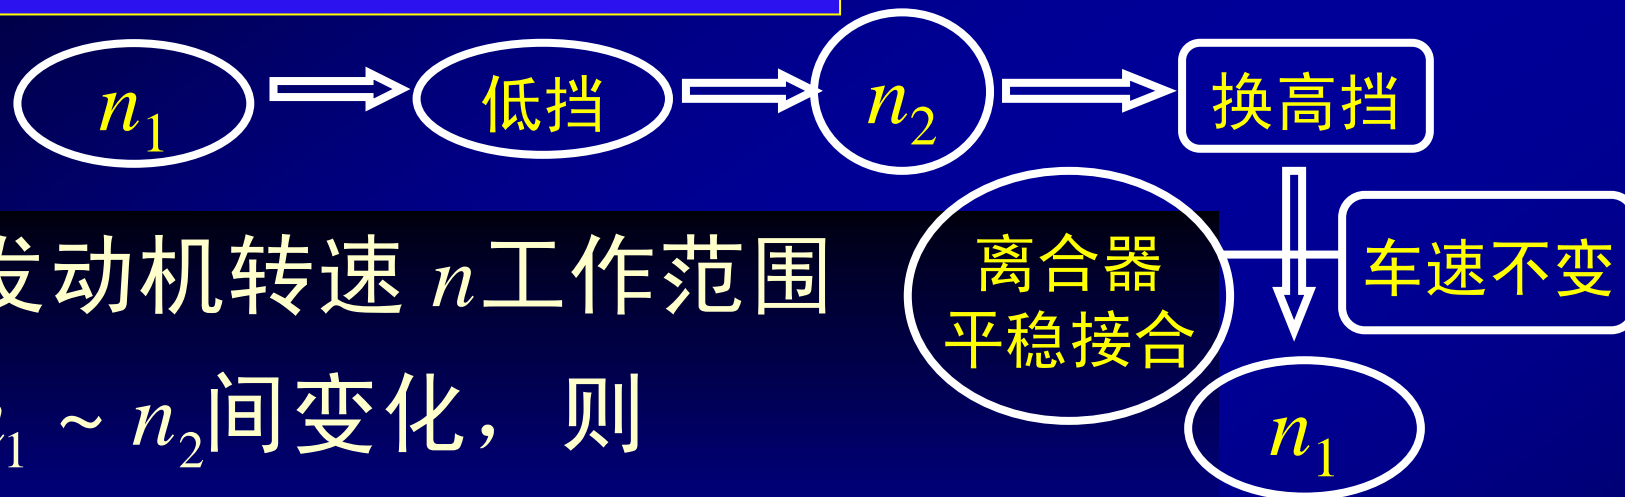 n₁
低挡
n₂
换高挡
离合器
平稳接合
车速不变
n₁
发动机转速 n工作范围
n₁ ~ n₂间变化，则